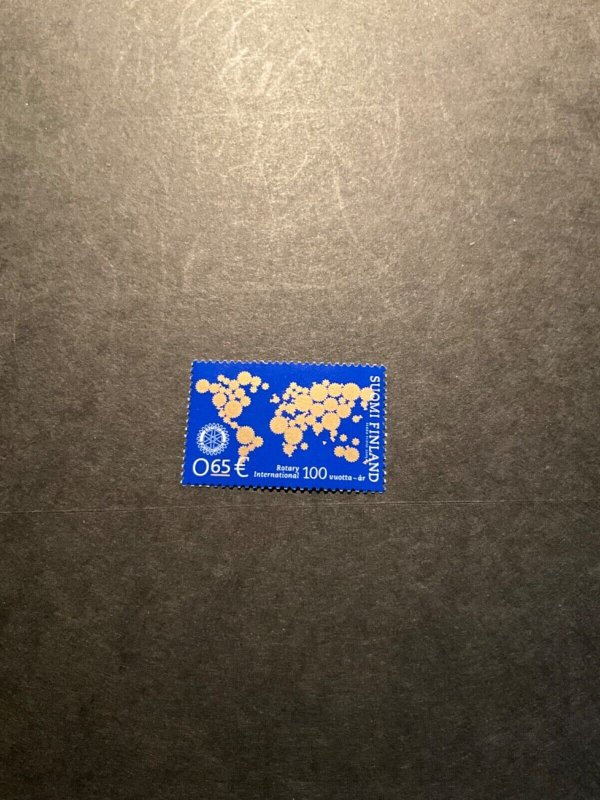 SUOMI FINLAND
0.65 €
Rotary
International 100 vuotta-år